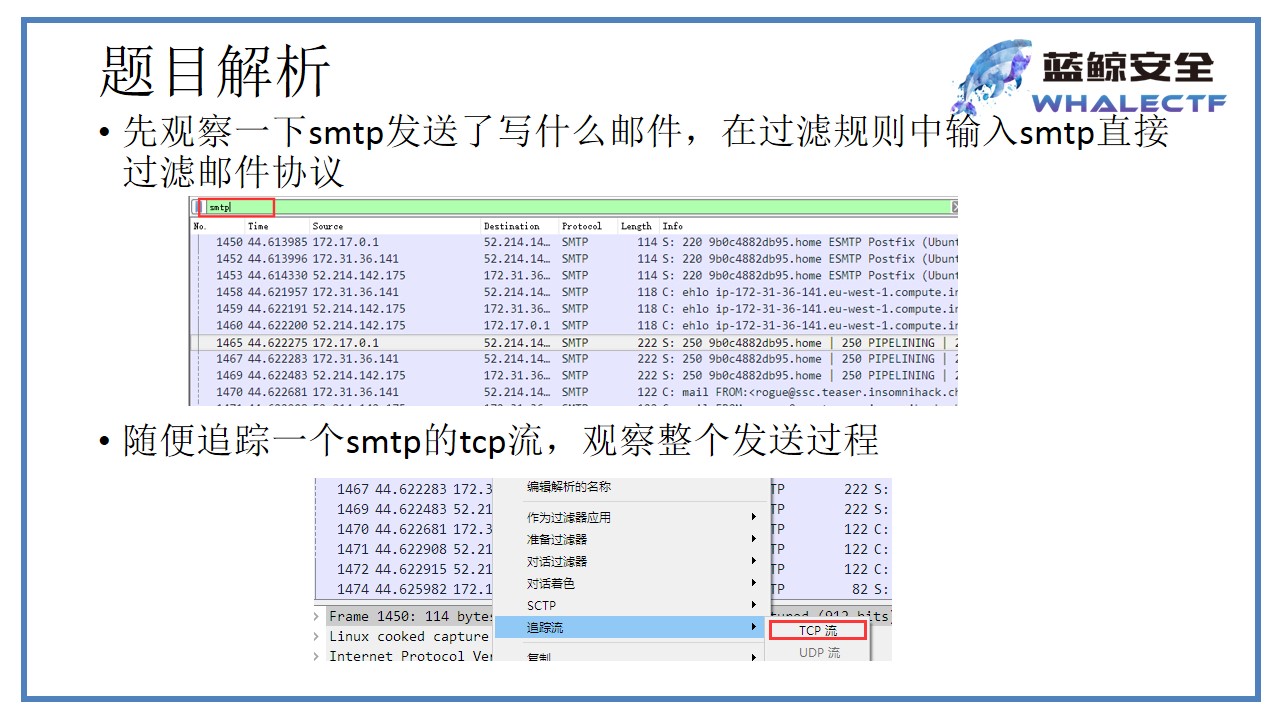 题目解析
蓝鲸安全
WHALECTF
• 先观察一下smtp发送了写什么邮件，在过滤规则中输入smtp直接
过滤邮件协议
smtp
No. Time Source Destination Protocol Length Info
1450 44.613985 172.17.0.1 52.214.14… SMTP 114 S: 220 9b0c4882db95.home ESMTP Postfix (Ubunt
1452 44.613996 172.31.36.141 52.214.14… SMTP 114 S: 220 9b0c4882db95.home ESMTP Postfix (Ubunt
1453 44.614330 52.214.142.175 172.31.36… SMTP 114 S: 220 9b0c4882db95.home ESMTP Postfix (Ubunt
1458 44.621957 172.31.36.141 52.214.14… SMTP 118 C: ehlo ip-172-31-36-141.eu-west-1.compute.in
1459 44.622191 52.214.142.175 172.31.36… SMTP 118 C: ehlo ip-172-31-36-141.eu-west-1.compute.in
1460 44.622200 52.214.142.175 172.17.0.1 SMTP 118 C: ehlo ip-172-31-36-141.eu-west-1.compute.in
1465 44.622275 172.17.0.1 52.214.14… SMTP 222 S: 250 9b0c4882db95.home | 250 PIPELINING | 2
1467 44.622283 172.31.36.141 52.214.14… SMTP 222 S: 250 9b0c4882db95.home | 250 PIPELINING | 2
1469 44.622483 52.214.142.175 172.31.36… SMTP 222 S: 250 9b0c4882db95.home | 250 PIPELINING | 2
1470 44.622681 172.31.36.141 52.214.14… SMTP 122 C: mail FROM:<rogue@ssc.teaser.insomnihack.ch
• 随便追踪一个smtp的tcp流，观察整个发送过程
1467 44.622283 172.3 编辑解析的名称 TP 222 S:
1469 44.622483 52.21 作为过滤器应用 TP 222 S:
1470 44.622681 172.3 准备过滤器 TP 122 C:
1471 44.622908 52.21 对话过滤器 TP 122 C:
1472 44.622915 52.21 对话着色 TP 122 C:
1474 44.625982 172.1 SCTP TP 82 S:
Frame 1450: 114 bytes 追踪流 tured (912 bits
Linux cooked capture TCP 流
Internet Protocol Ver 复制 UDP 流